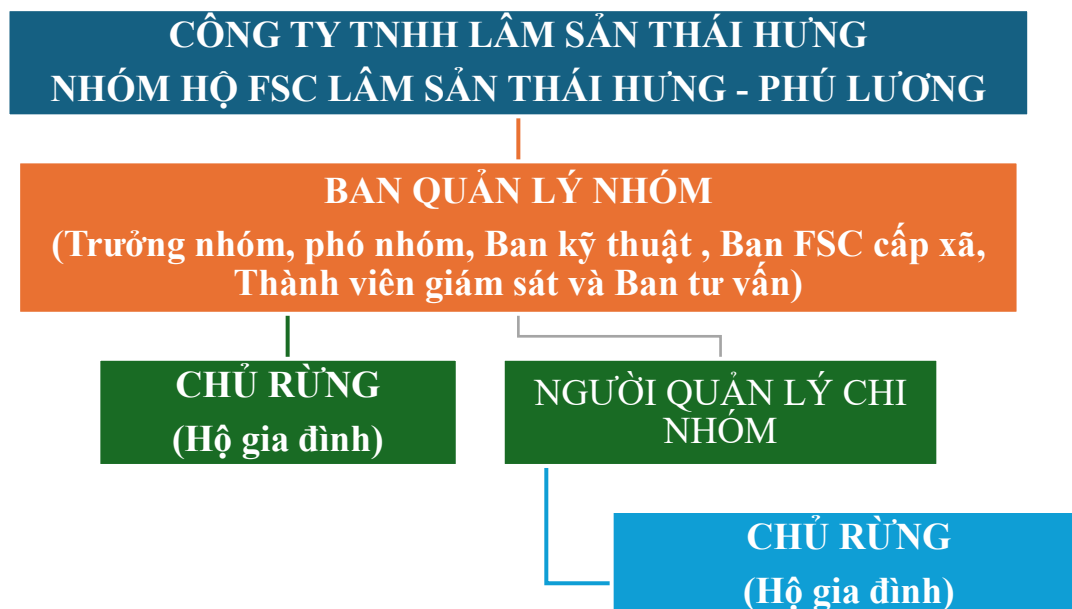 CÔNG TY TNHH LÂM SẢN THÁI HƯNG
NHÓM HỘ FSC LÂM SẢN THÁI HƯNG - PHÚ LƯƠNG
BAN QUẢN LÝ NHÓM
(Trưởng nhóm, phó nhóm, Ban kỹ thuật , Ban FSC cấp xã,
Thành viên giám sát và Ban tư vấn)
CHỦ RỪNG
(Hộ gia đình)
NGƯỜI QUẢN LÝ CHI
NHÓM
CHỦ RỪNG
(Hộ gia đình)